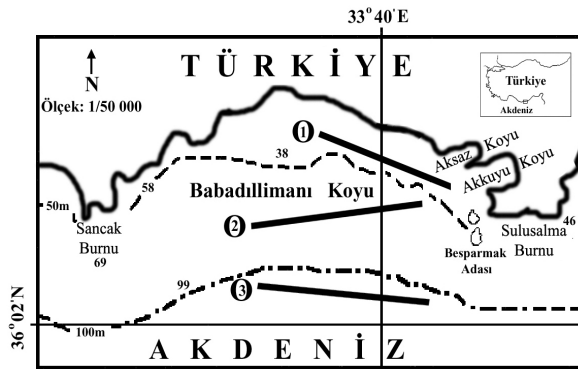 33°40'E
TÜRKİYE
N
Ölçek: 1/50 000
Türkiye
Akdeniz
1
Aksaz Koyu
38
58
Akkuyu Koyu
Babadıllimanı Koyu
50m
Sancak
Burnu
69
2
46
Sulusalma
Burnu
Besparmak
Adası
99
3
36°02'N
100m
AKDENİZ